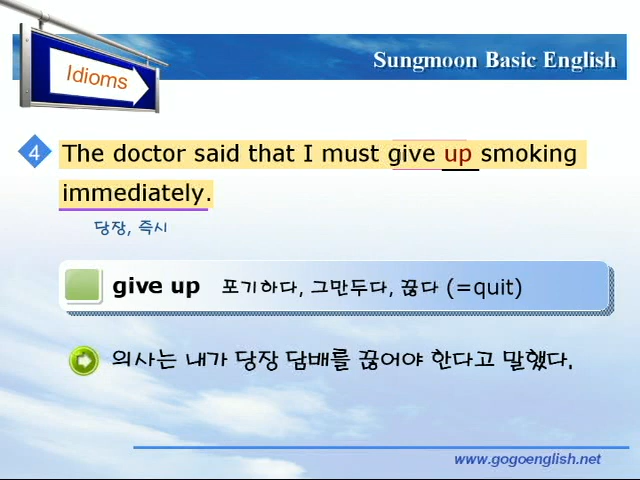 Idioms
Sungmoon Basic English
4 The doctor said that I must give up smoking
immediately.
당장, 즉시
give up 포기하다, 그만두다, 끊다 (=quit)
의사는 내가 당장 담배를 끊어야 한다고 말했다.
www.gogoenglish.net